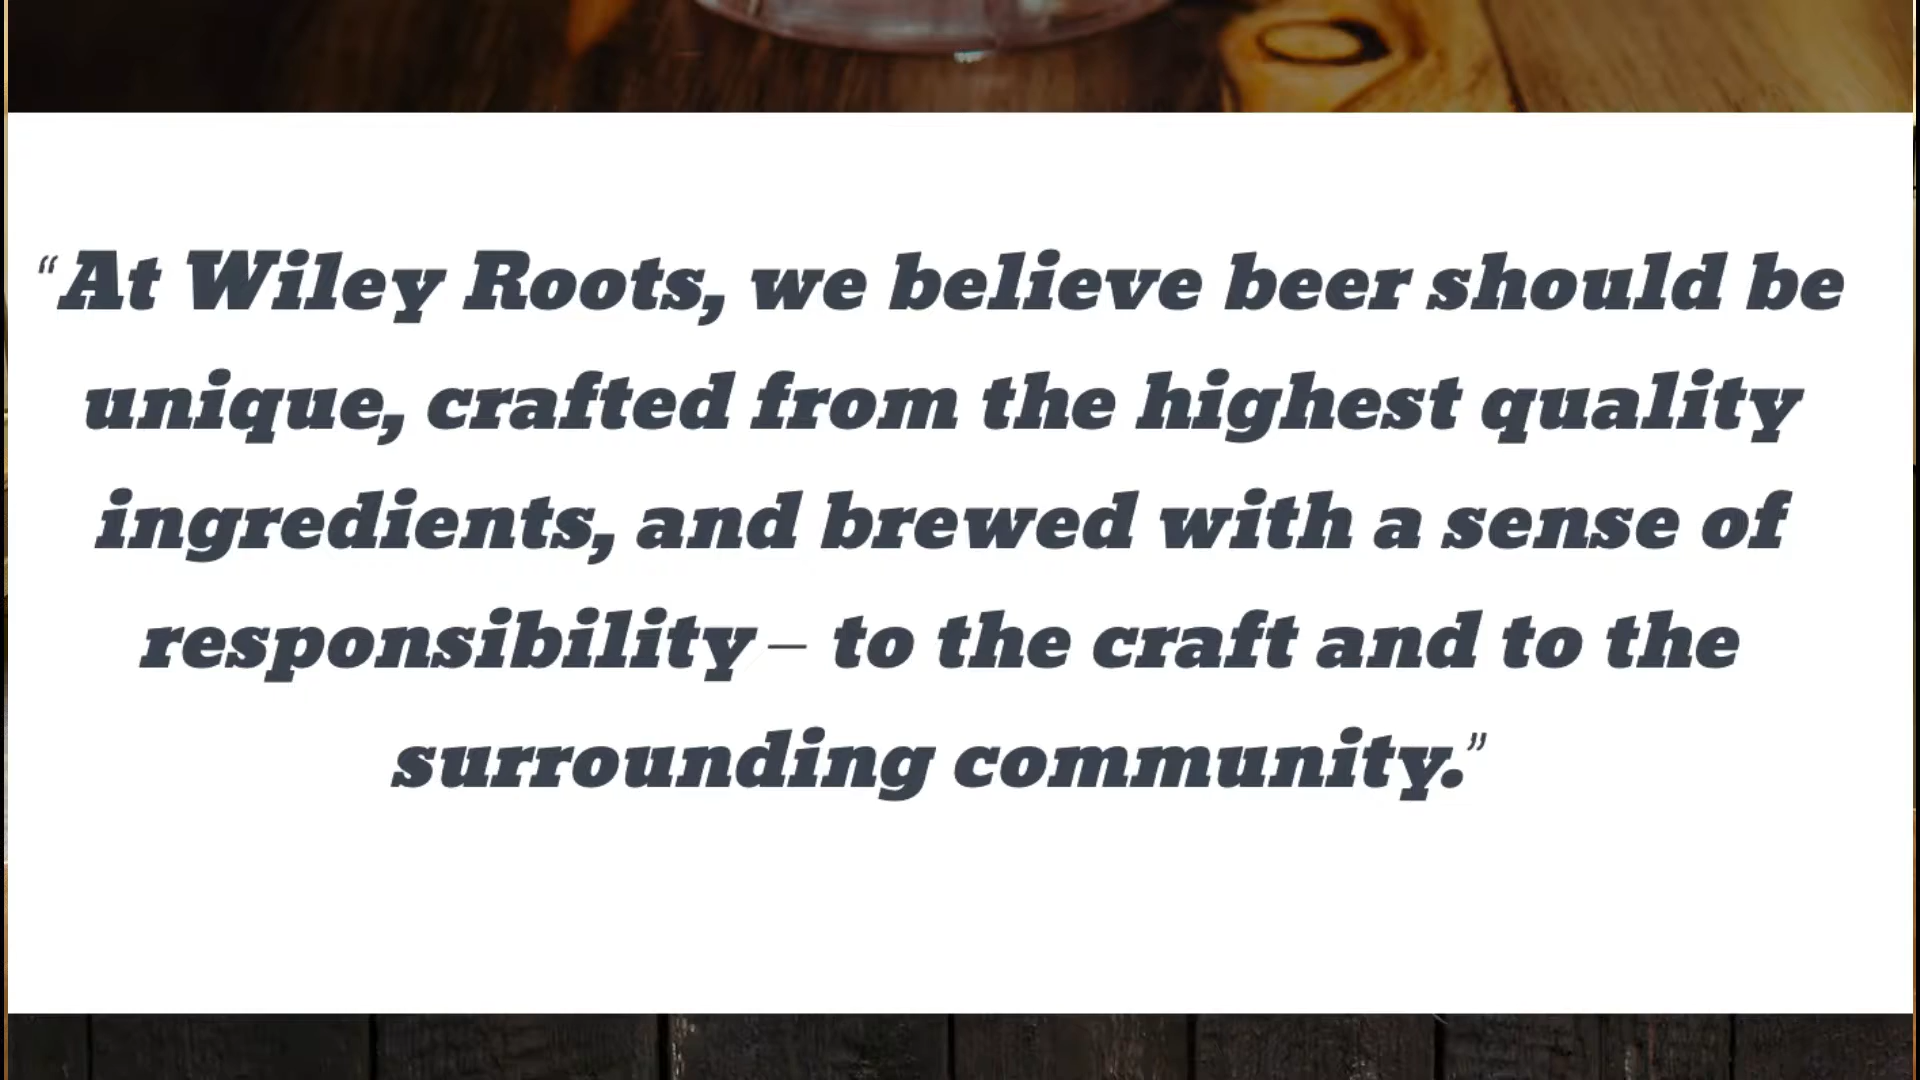 “At Wiley Roots, we believe beer should be
unique, crafted from the highest quality
ingredients, and brewed with a sense of
responsibility – to the craft and to the
surrounding community.”